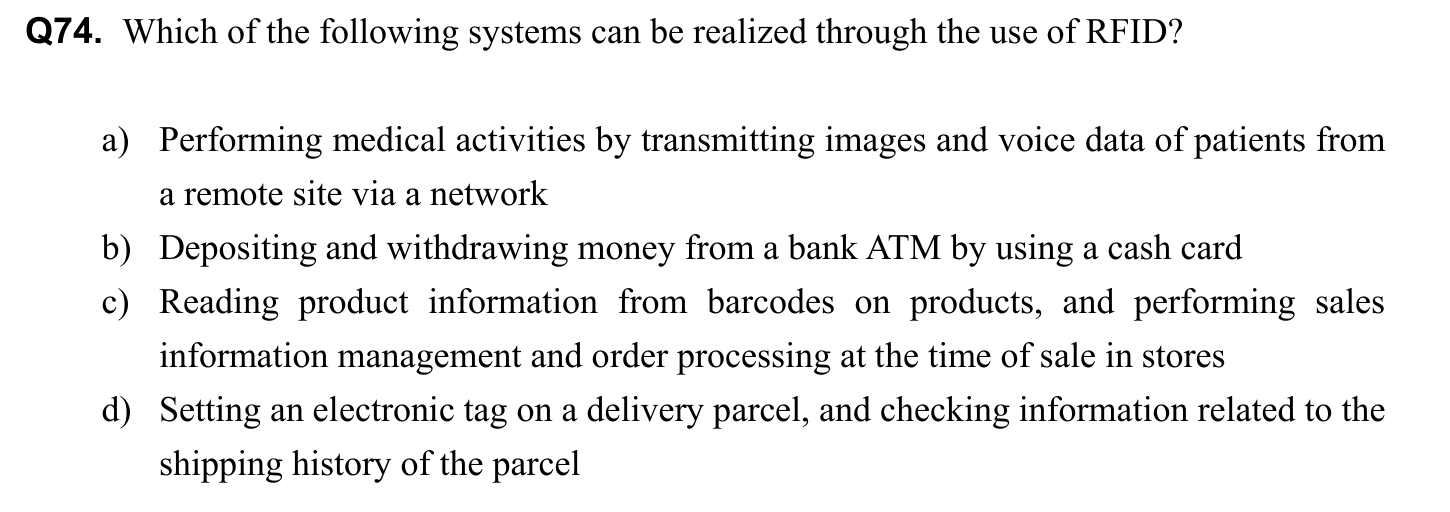 Q74. Which of the following systems can be realized through the use of RFID?
a) Performing medical activities by transmitting images and voice data of patients from
a remote site via a network
b) Depositing and withdrawing money from a bank ATM by using a cash card
c) Reading product information from barcodes on products, and performing sales
information management and order processing at the time of sale in stores
d) Setting an electronic tag on a delivery parcel, and checking information related to the
shipping history of the parcel